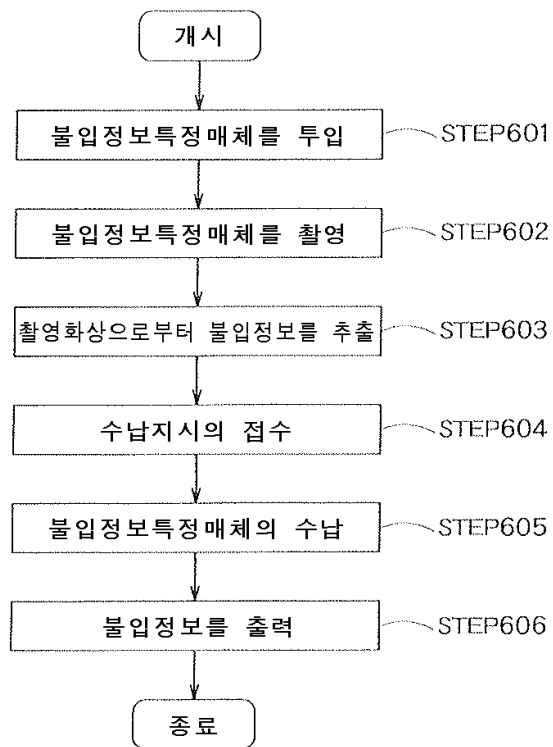 개시
불입정보특정매체를 투입 STEP601
불입정보특정매체를 촬영 STEP602
촬영화상으로부터 불입정보를 추출 STEP603
수납지시의 접수 STEP604
불입정보특정매체의 수납 STEP605
불입정보를 출력 STEP606
종료